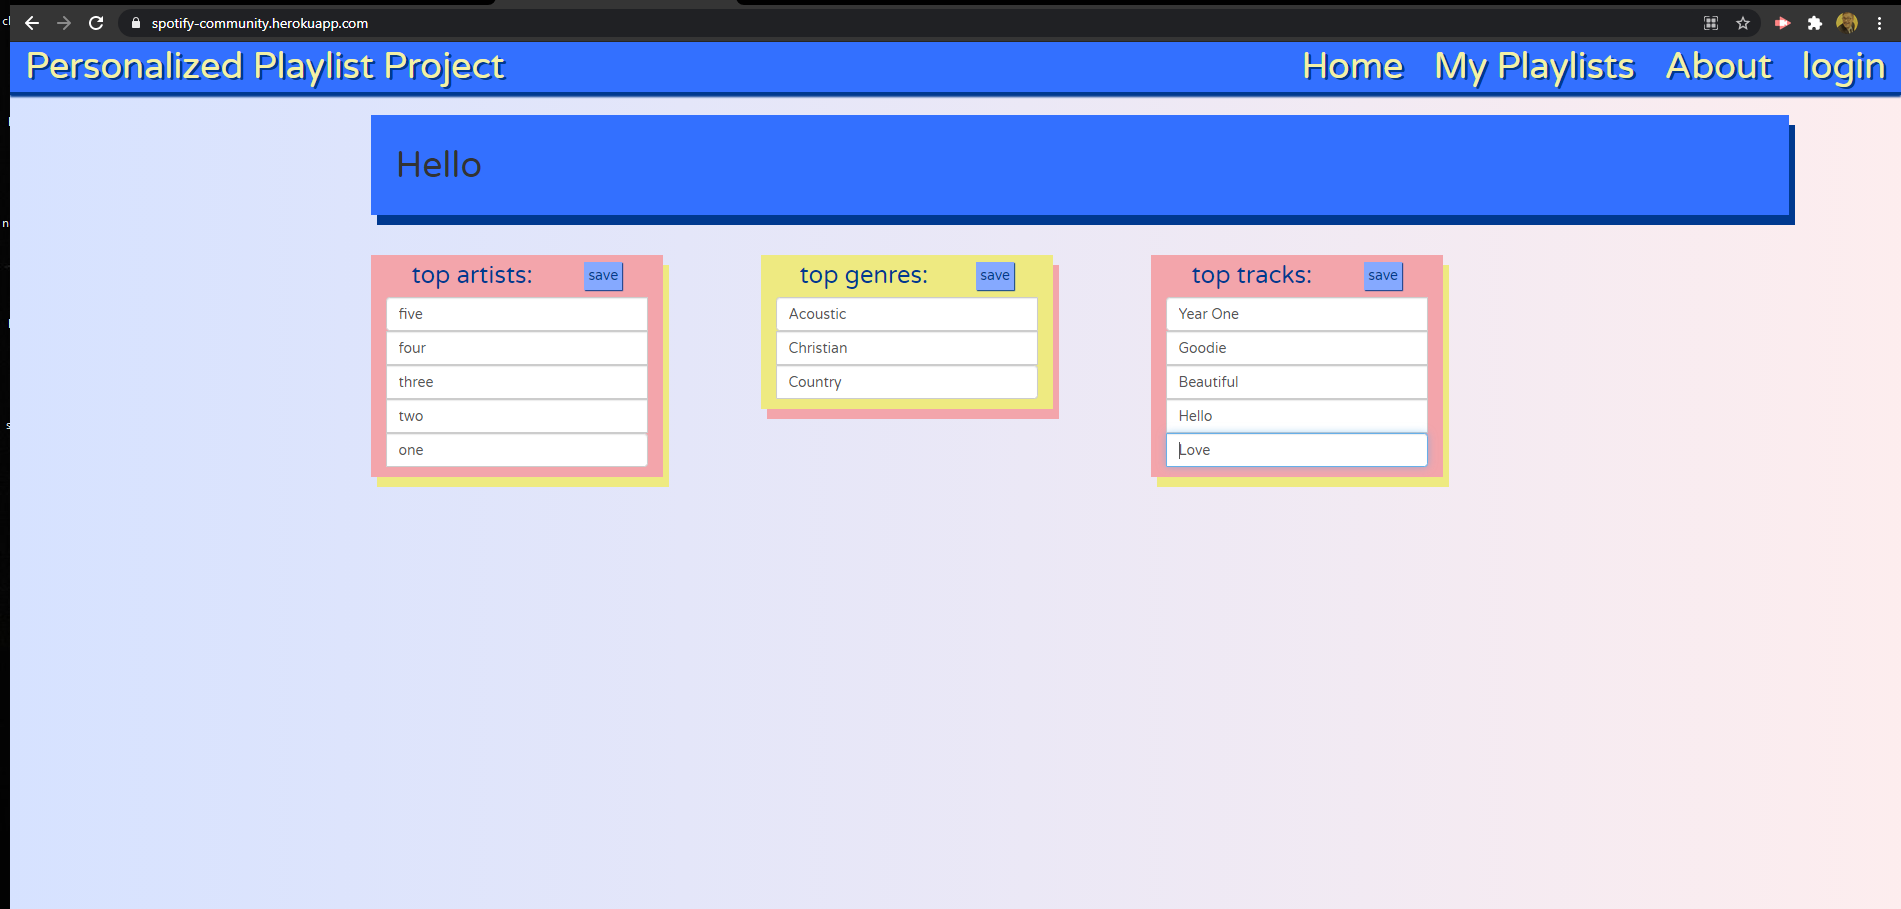 spotify-community.herokuapp.com
Personalized Playlist Project Home My Playlists About login
Hello
top artists: save
five
four
three
two
one
top genres: save
Acoustic
Christian
Country
top tracks: save
Year One
Goodie
Beautiful
Hello
Love